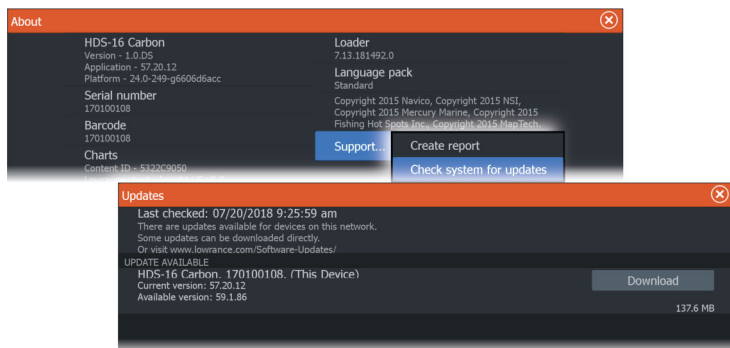 About
HDS-16 Carbon
Version - 1.0.DS
Application - 57.20.12
Platform - 24.0-249-g6606d6acc
Serial number
170100108
Barcode
170100108
Charts
Content ID - 5322C9050
Loader
7.13.181492.0
Language pack
Standard
Copyright 2015 Navico, Copyright 2015 NSI,
Copyright 2015 Mercury Marine, Copyright 2015
Fishing Hot Spots Inc., Copyright 2015 MapTech.
Support...
Create report
Check system for updates
Updates
Last checked: 07/20/2018 9:25:59 am
There are updates available for devices on this network.
Some updates can be downloaded directly.
Or visit www.lowrance.com/Software-Updates/
UPDATE AVAILABLE
HDS-16 Carbon, 170100108, (This Device)
Current version: 57.20.12
Available version: 59.1.86
Download
137.6 MB